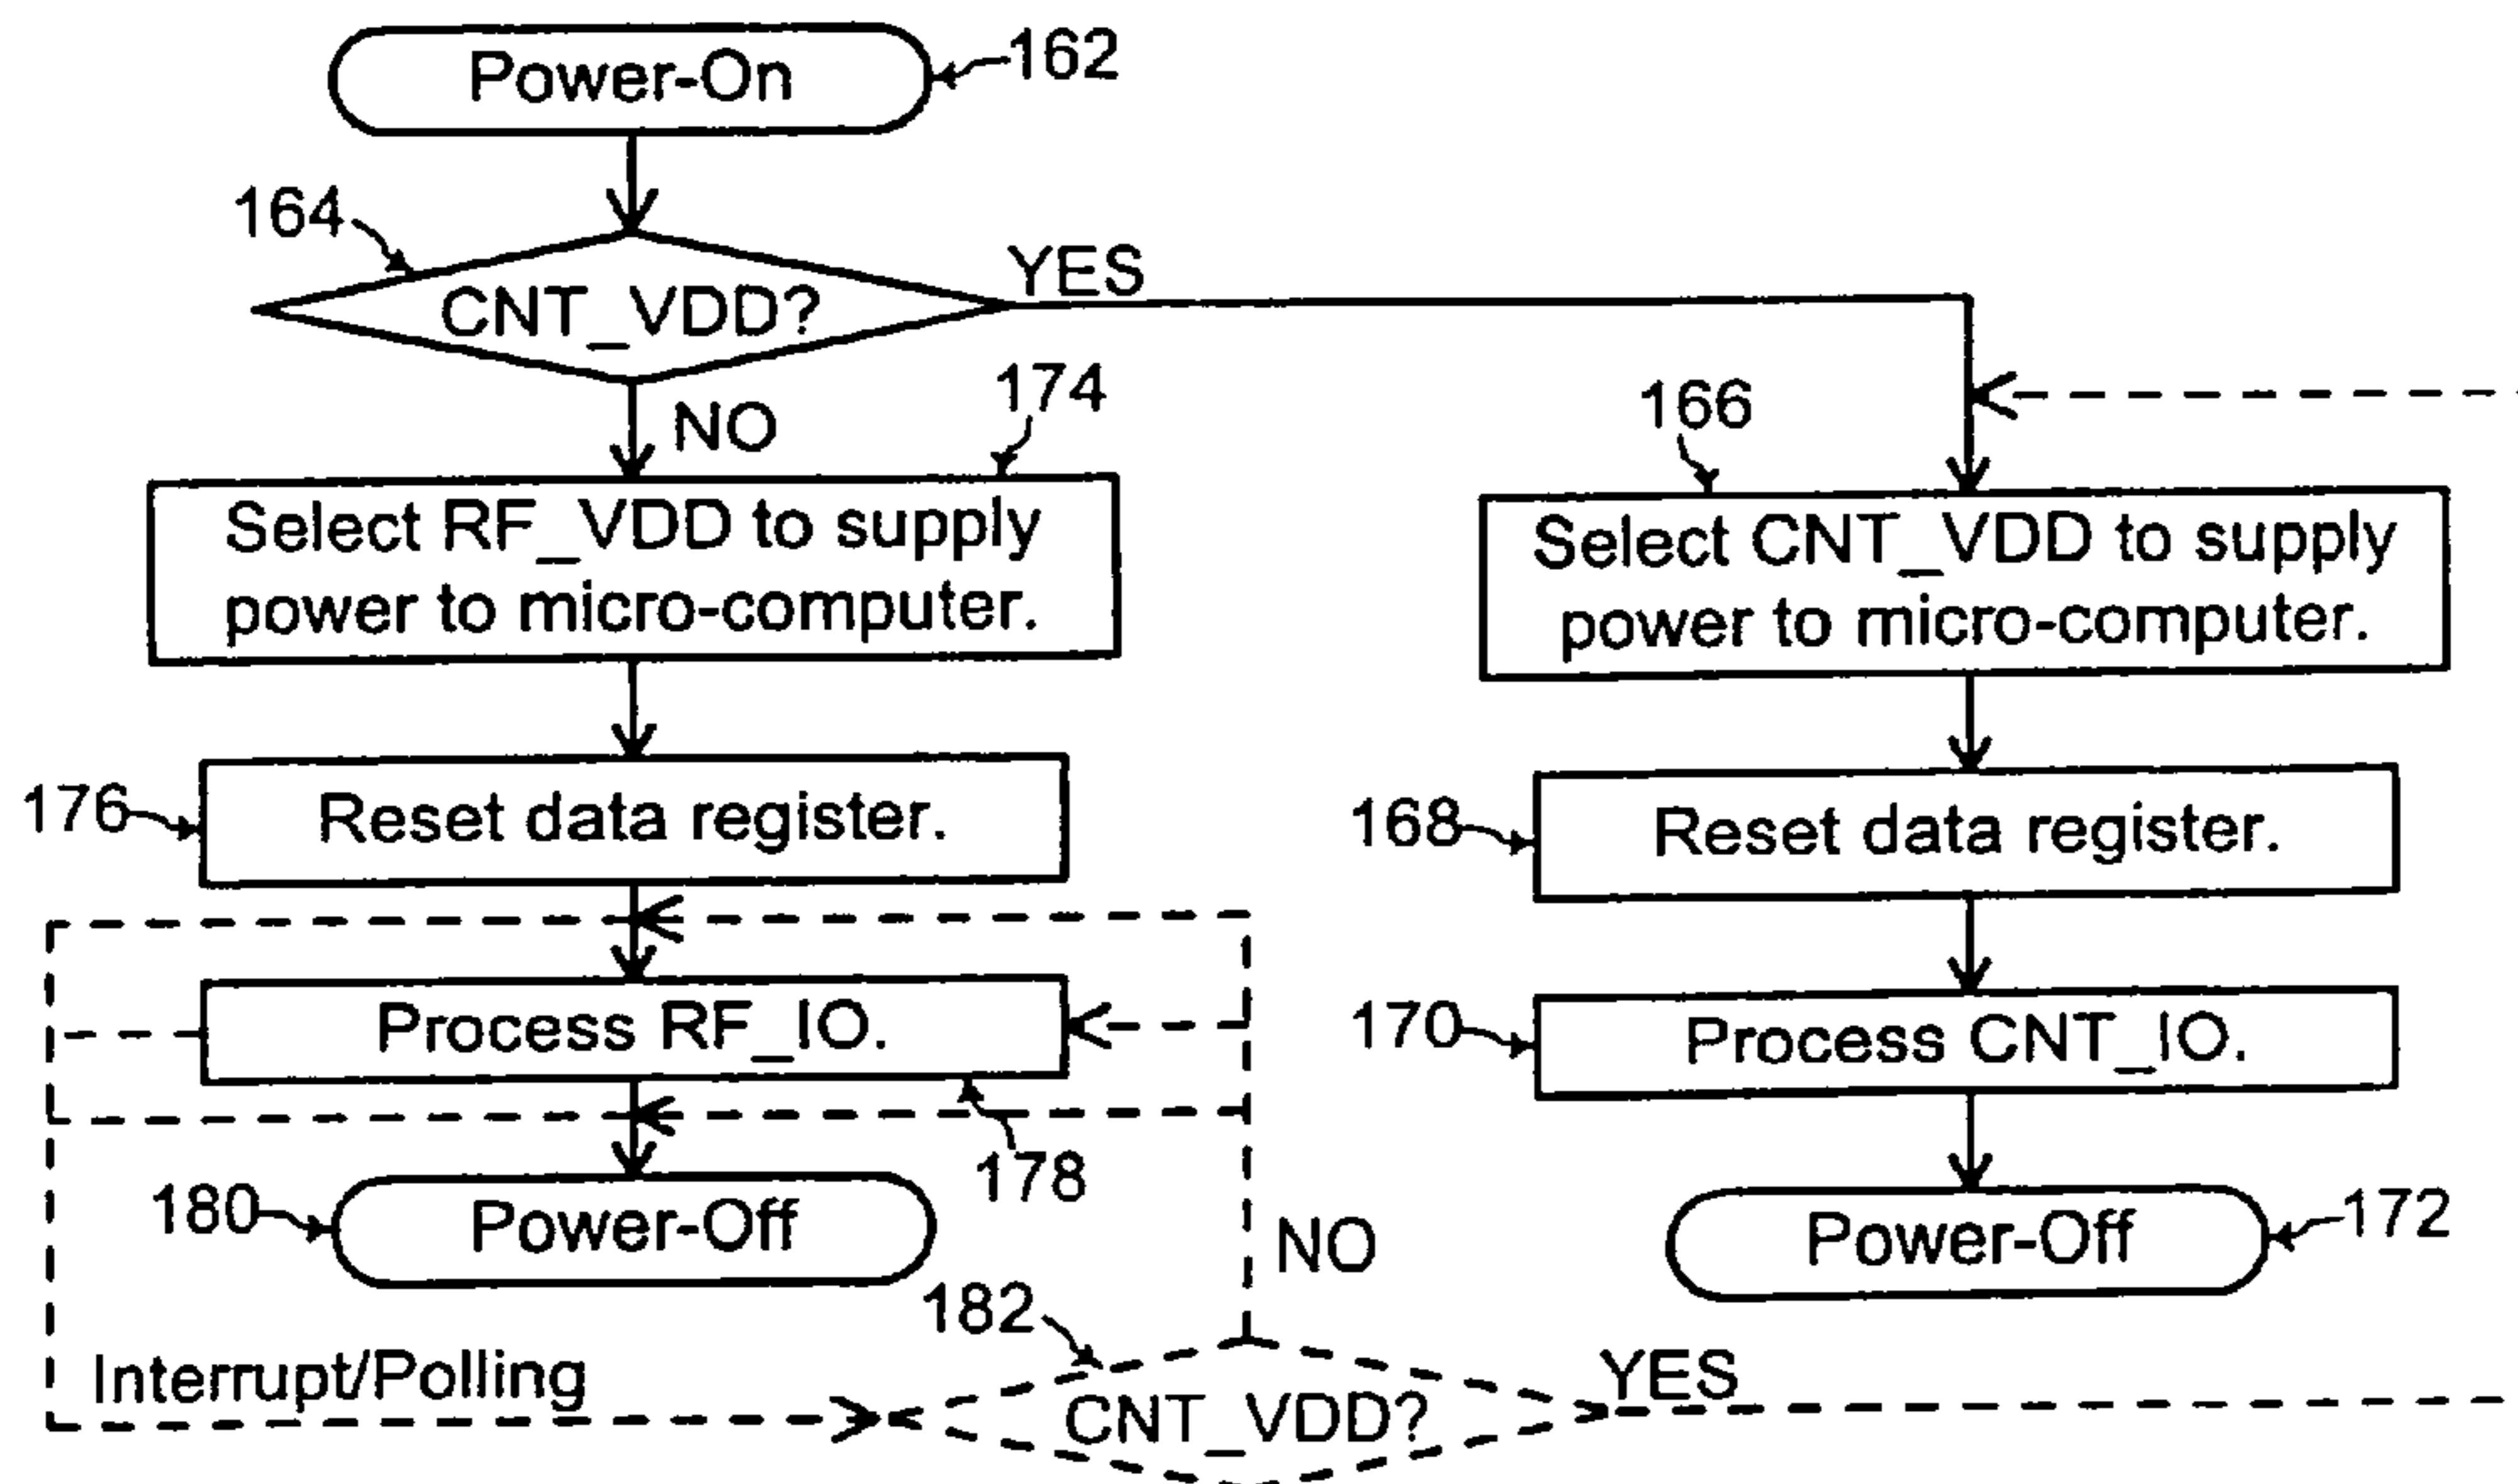 Power-On
162
164
CNT_VDD?
YES
NO
174
166
Select RF_VDD to supply
power to micro-computer.
Select CNT_VDD to supply
power to micro-computer.
176
Reset data register.
168
Reset data register.
Process RF_IO.
170
Process CNT_IO.
178
180
Power-Off
Power-Off
172
NO
182
Interrupt/Polling
CNT_VDD?
YES